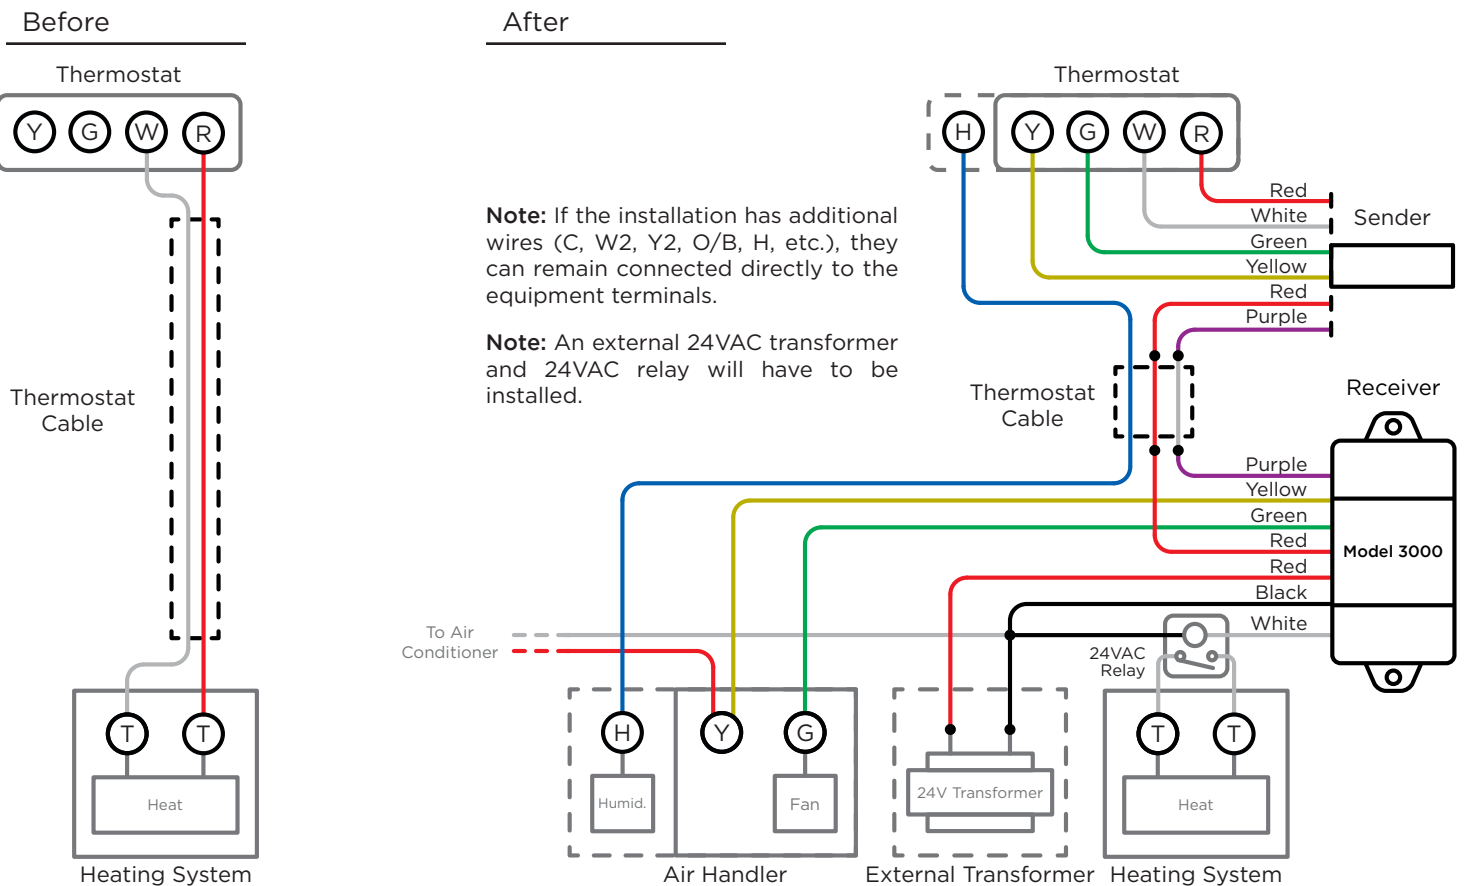 Before
Thermostat
Y G W R
Thermostat
Cable
T T
Heat
Heating System
After
Thermostat
H Y G W R
Note: If the installation has additional
wires (C, W2, Y2, O/B, H, etc.), they
can remain connected directly to the
equipment terminals.
Note: An external 24VAC transformer
and 24VAC relay will have to be
installed.
Red
White
Green
Yellow
Red
Purple
Sender
Thermostat
Cable
Receiver
Purple
Yellow
Green
Red
Red
Black
White
Model 3000
To Air
Conditioner
24VAC
Relay
H Y G
T T
Humid.
Fan
24V Transformer
Heat
Air Handler
External Transformer
Heating System